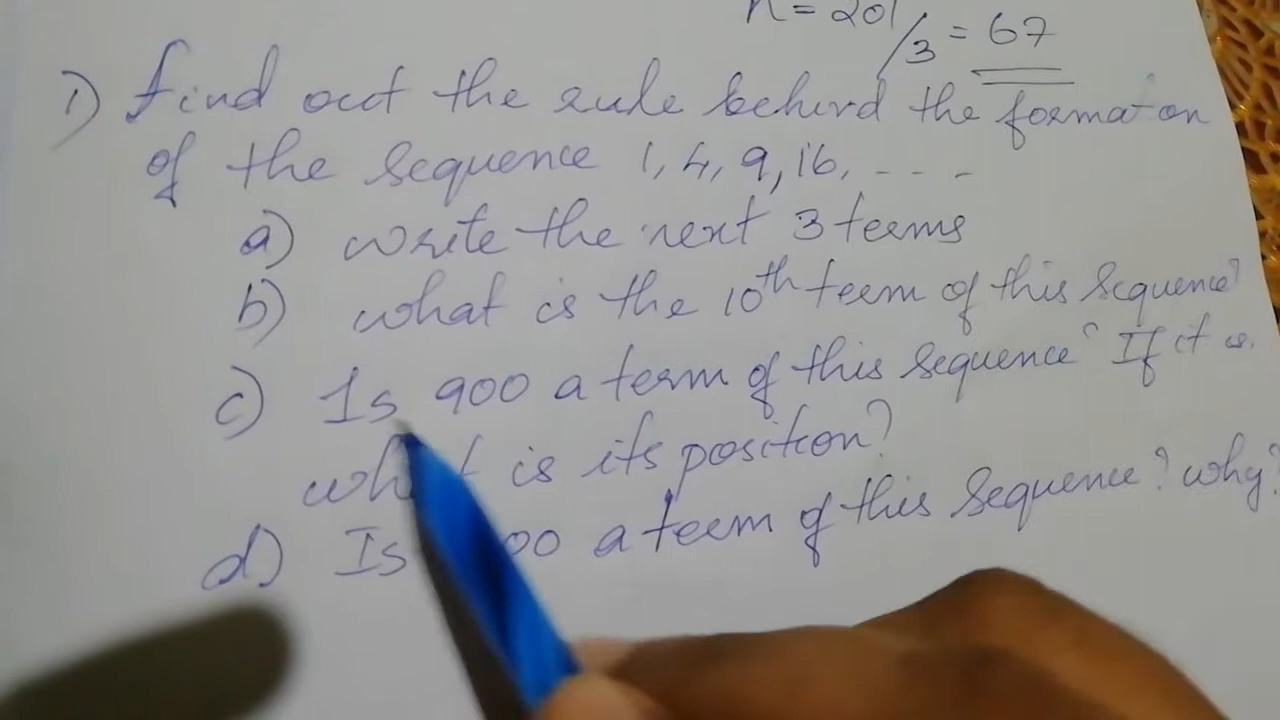 n = 201/3 = 67
1) Find out the rule behind the formation
of the sequence 1, 4, 9, 16, - - - -
a) write the next 3 terms
b) what is the 10th term of this sequence?
c) Is 900 a term of this sequence? If it is
what is its position?
d) Is 00 a term of this sequence? why?